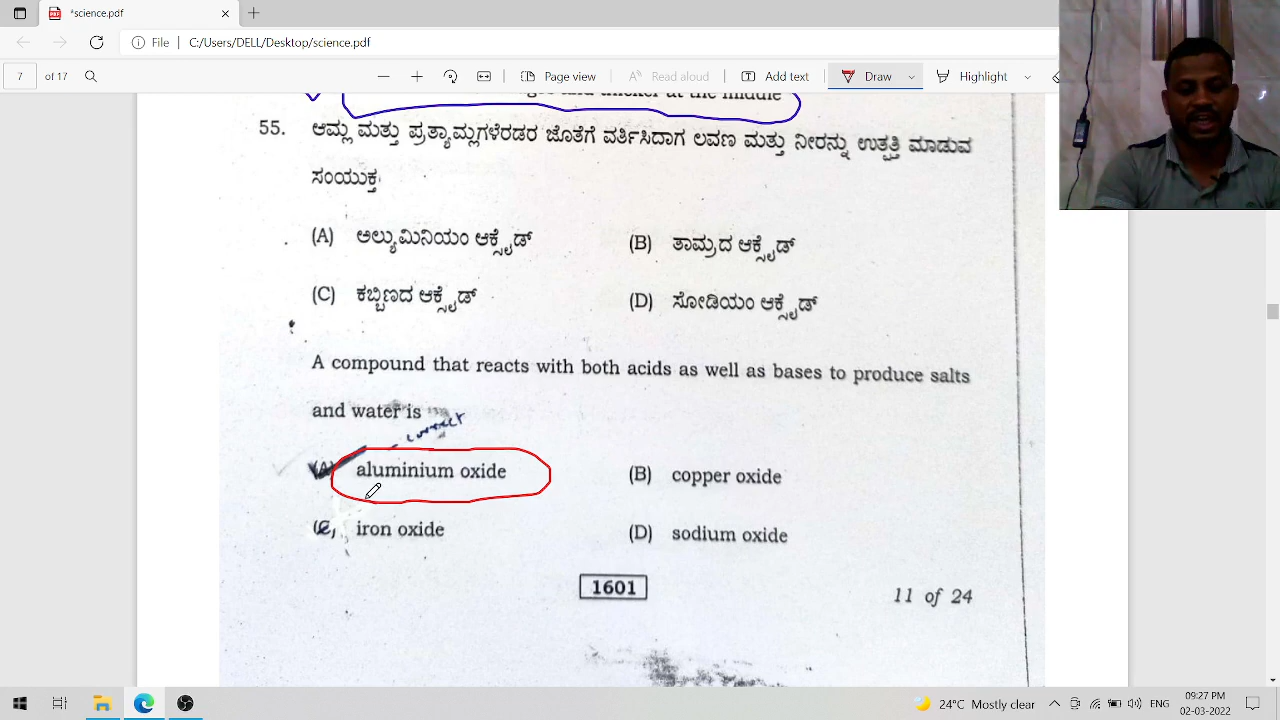 *science.pdf
File | C:/Users/DELL/Desktop/science.pdf
7 of 17 Page view Read aloud Add text Draw Highlight
at the middle
55. ಆಮ್ಲ ಮತ್ತು ಪ್ರತ್ಯಾಮ್ಲಗಳೆರಡರ ಜೊತೆಗೆ ವರ್ತಿಸಿದಾಗ ಲವಣ ಮತ್ತು ನೀರನ್ನು ಉತ್ಪತ್ತಿ ಮಾಡುವ
ಸಂಯುಕ್ತ
(A) ಅಲ್ಯುಮಿನಿಯಂ ಆಕ್ಸೈಡ್ (B) ತಾಮ್ರದ ಆಕ್ಸೈಡ್
(C) ಕಬ್ಬಿಣದ ಆಕ್ಸೈಡ್ (D) ಸೋಡಿಯಂ ಆಕ್ಸೈಡ್
A compound that reacts with both acids as well as bases to produce salts
and water is
correct
(A) aluminium oxide (B) copper oxide
(C) iron oxide (D) sodium oxide
1601
11 of 24
24°C Mostly clear ENG 09:27 PM
02-03-2022